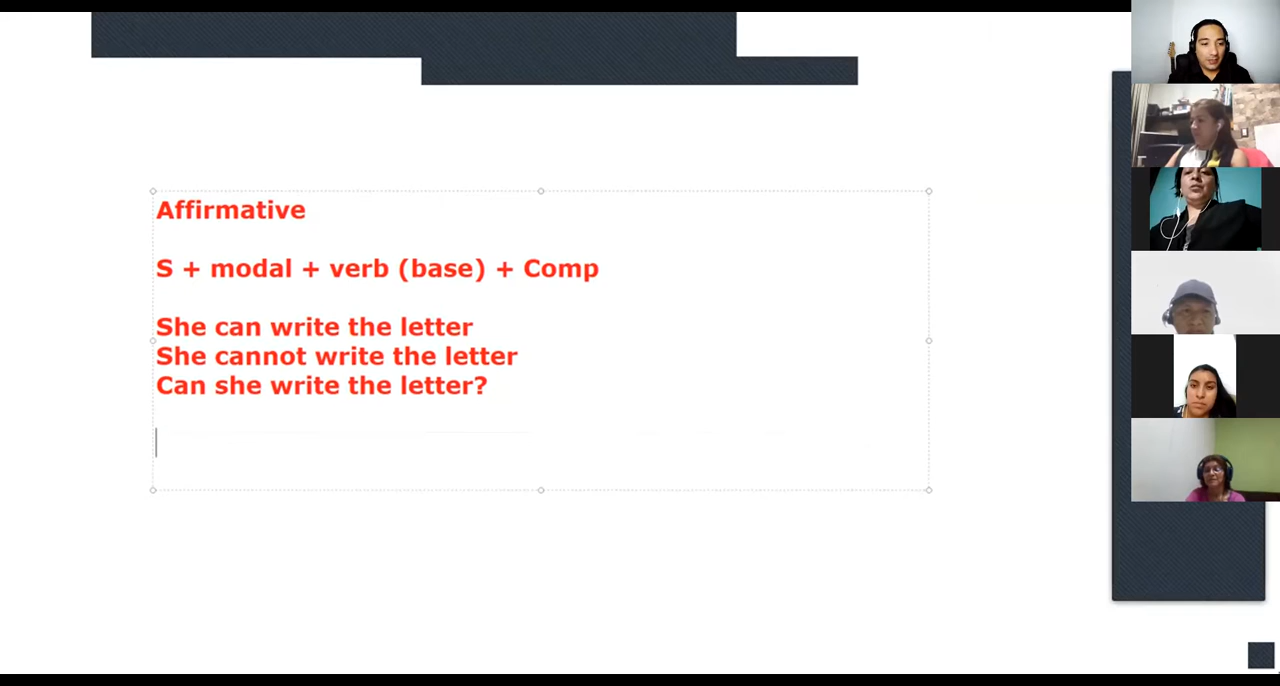 Affirmative
S + modal + verb (base) + Comp
She can write the letter
She cannot write the letter
Can she write the letter?